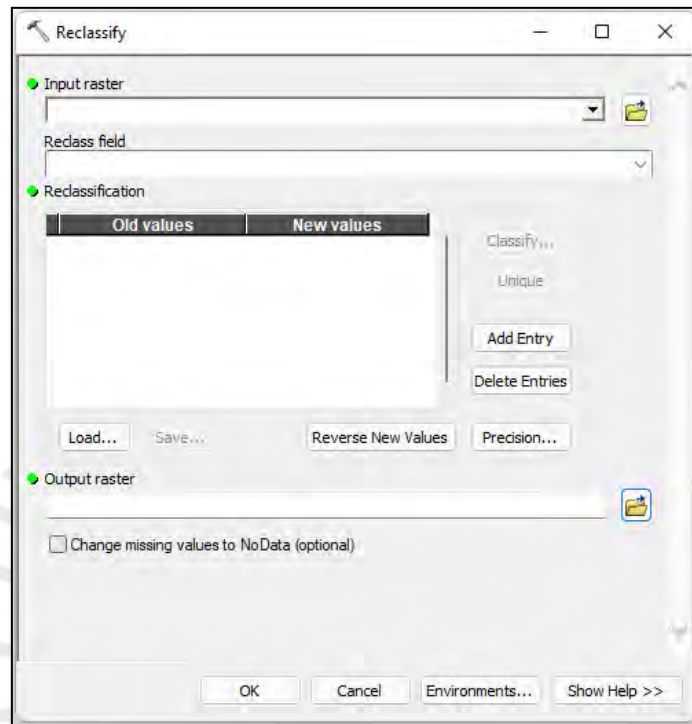 Reclassify
Input raster
Reclass field
Reclassification
Old values New values
Classify...
Unique
Add Entry
Delete Entries
Load... Save... Reverse New Values Precision...
Output raster
Change missing values to NoData (optional)
OK Cancel Environments... Show Help >>